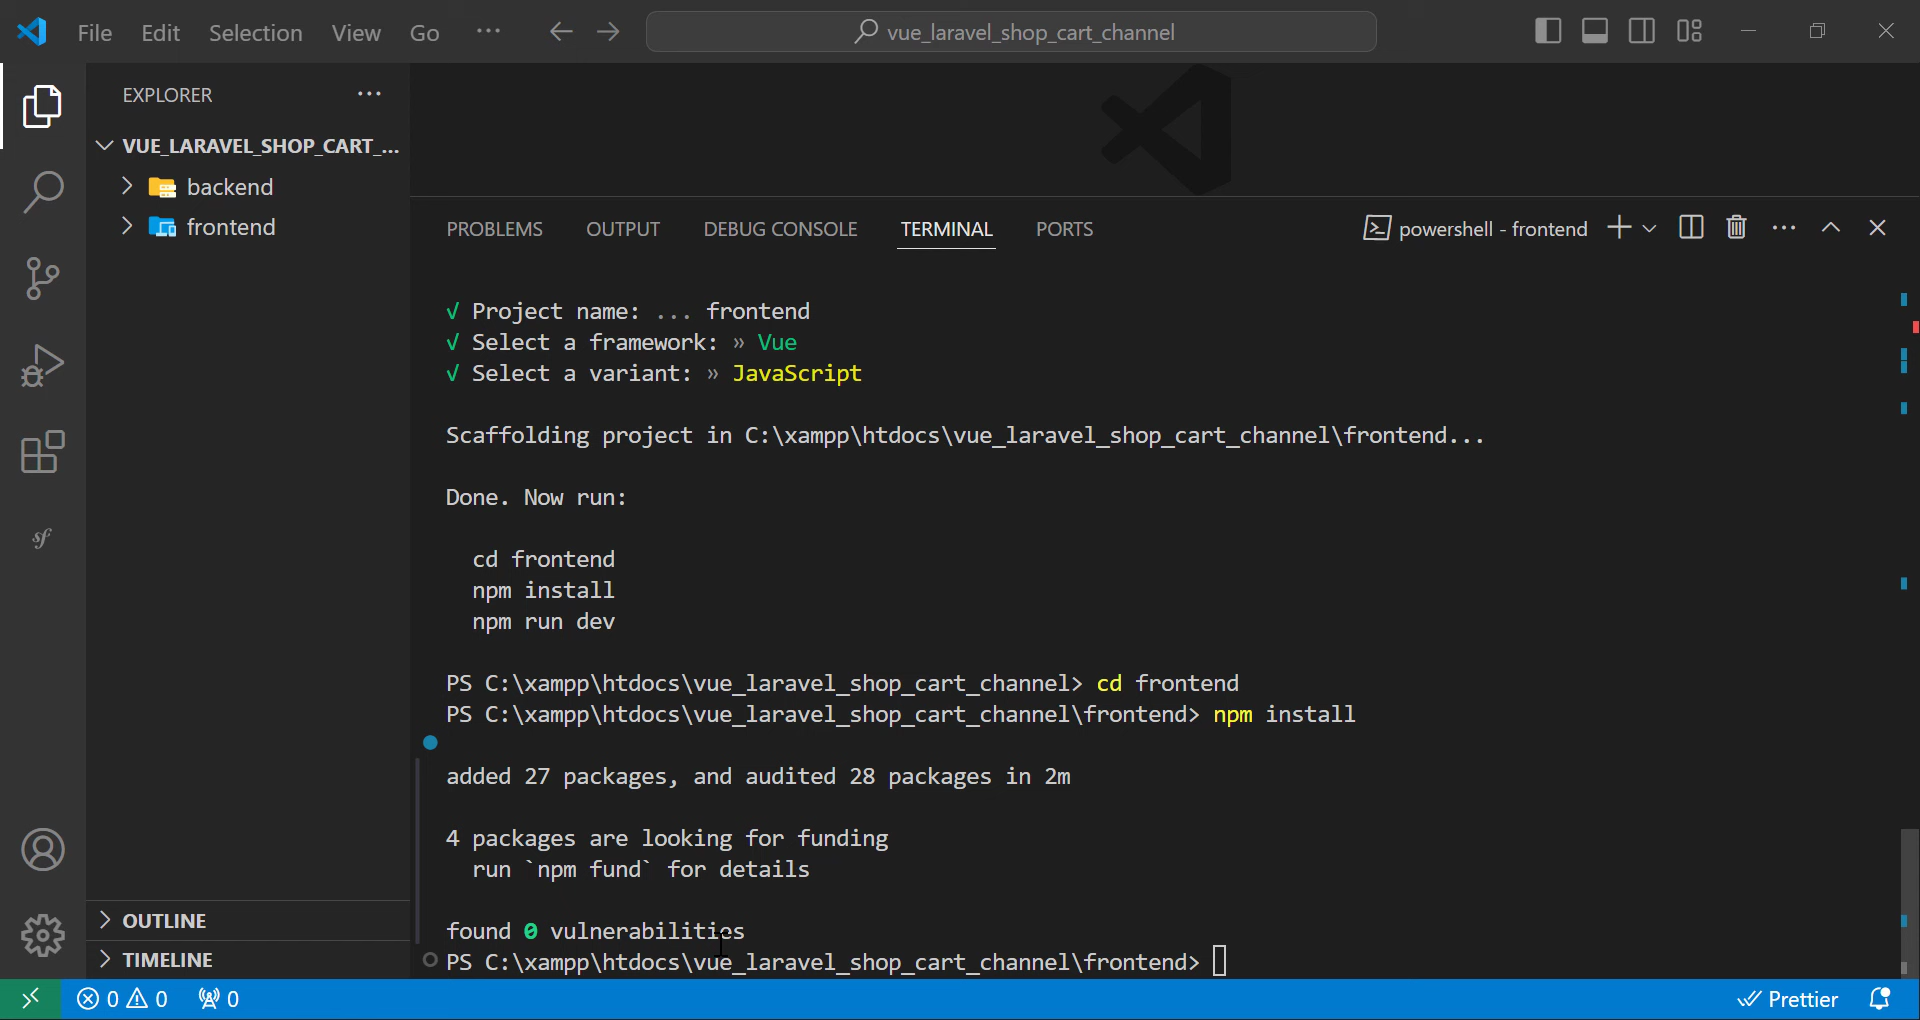 File Edit Selection View Go ... vue_laravel_shop_cart_channel
EXPLORER ...
VUE_LARAVEL_SHOP_CART_...
backend
frontend
OUTLINE
TIMELINE
PROBLEMS OUTPUT DEBUG CONSOLE TERMINAL PORTS powershell - frontend ...
√ Project name: ... frontend
√ Select a framework: » Vue
√ Select a variant: » JavaScript
Scaffolding project in C:\xampp\htdocs\vue_laravel_shop_cart_channel\frontend...
Done. Now run:
cd frontend
npm install
npm run dev
PS C:\xampp\htdocs\vue_laravel_shop_cart_channel> cd frontend
PS C:\xampp\htdocs\vue_laravel_shop_cart_channel\frontend> npm install
added 27 packages, and audited 28 packages in 2m
4 packages are looking for funding
run `npm fund` for details
found 0 vulnerabilities
PS C:\xampp\htdocs\vue_laravel_shop_cart_channel\frontend>
0 0 0 Prettier